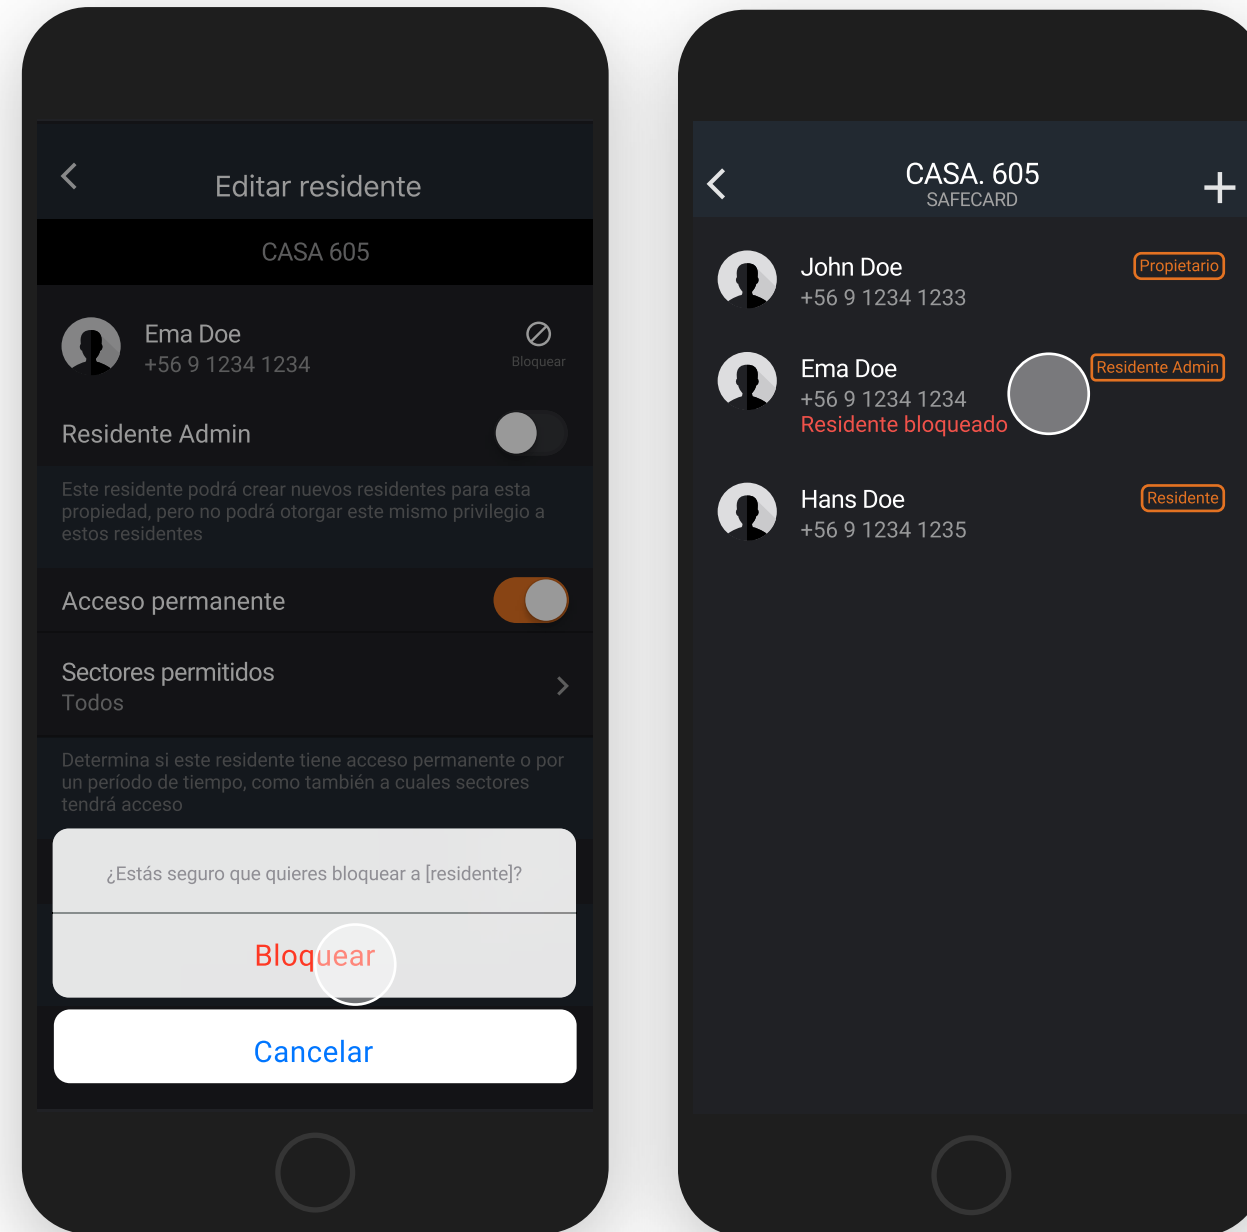 Editar residente
CASA 605
Ema Doe
+56 9 1234 1234
Bloquear
Residente Admin
Este residente podrá crear nuevos residentes para esta
propiedad, pero no podrá otorgar este mismo privilegio a
estos residentes
Acceso permanente
Sectores permitidos
Todos
Determina si este residente tiene acceso permanente o por
un período de tiempo, como también a cuales sectores
tendrá acceso
¿Estás seguro que quieres bloquear a [residente]?
Bloquear
Cancelar
CASA. 605
SAFECARD
John Doe
Propietario
+56 9 1234 1233
Ema Doe
Residente Admin
+56 9 1234 1234
Residente bloqueado
Hans Doe
Residente
+56 9 1234 1235